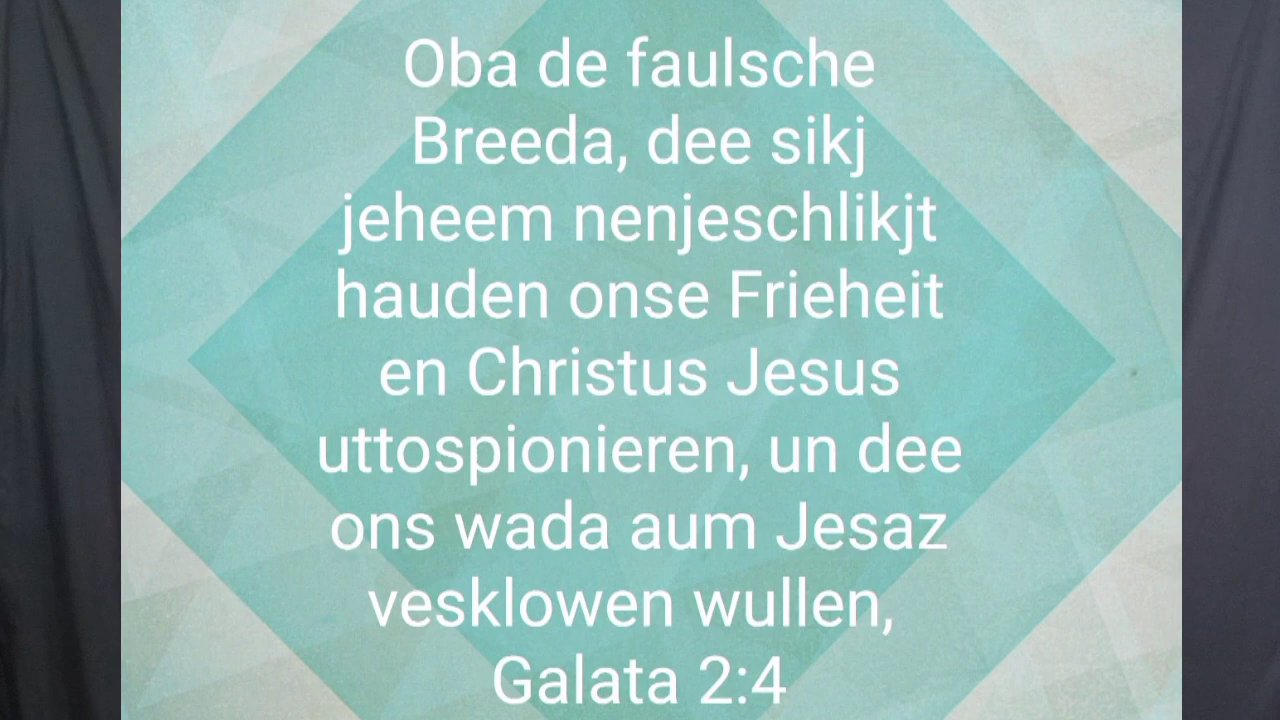 Oba de faulsche
Breeda, dee sikj
jeheem nenjeschlikjt
hauden onse Frieheit
en Christus Jesus
uttospionieren, un dee
ons wada aum Jesaz
vesklowen wullen,
Galata 2:4